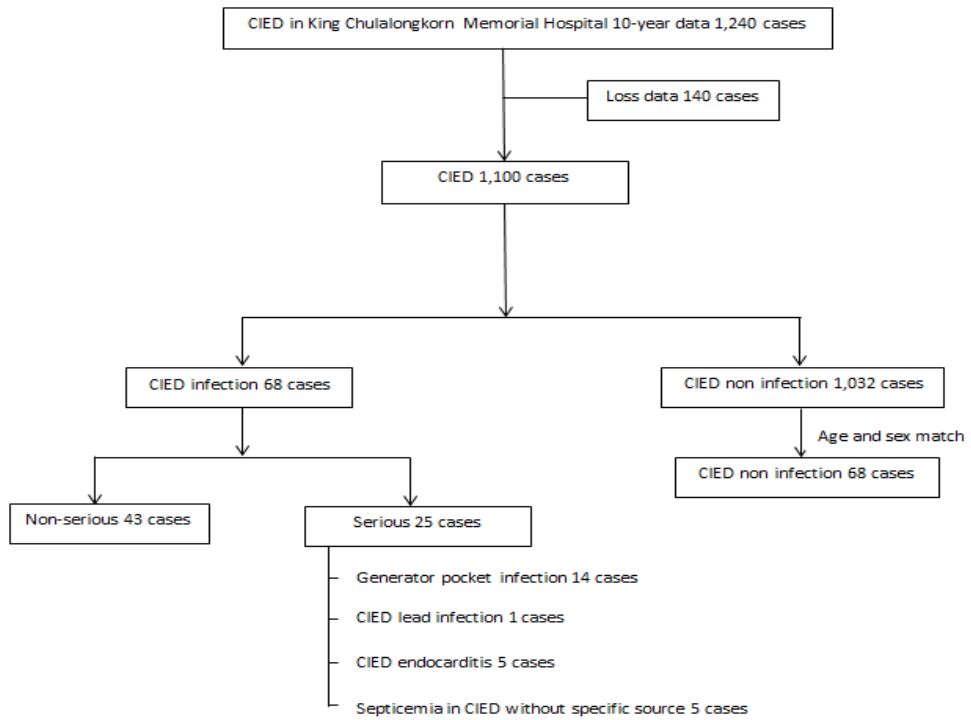 CIED in King Chulalongkorn Memorial Hospital 10-year data 1,240 cases
Loss data 140 cases
CIED 1,100 cases
CIED infection 68 cases
CIED non infection 1,032 cases
Age and sex match
CIED non infection 68 cases
Non-serious 43 cases
Serious 25 cases
Generator pocket infection 14 cases
CIED lead infection 1 cases
CIED endocarditis 5 cases
Septicemia in CIED without specific source 5 cases